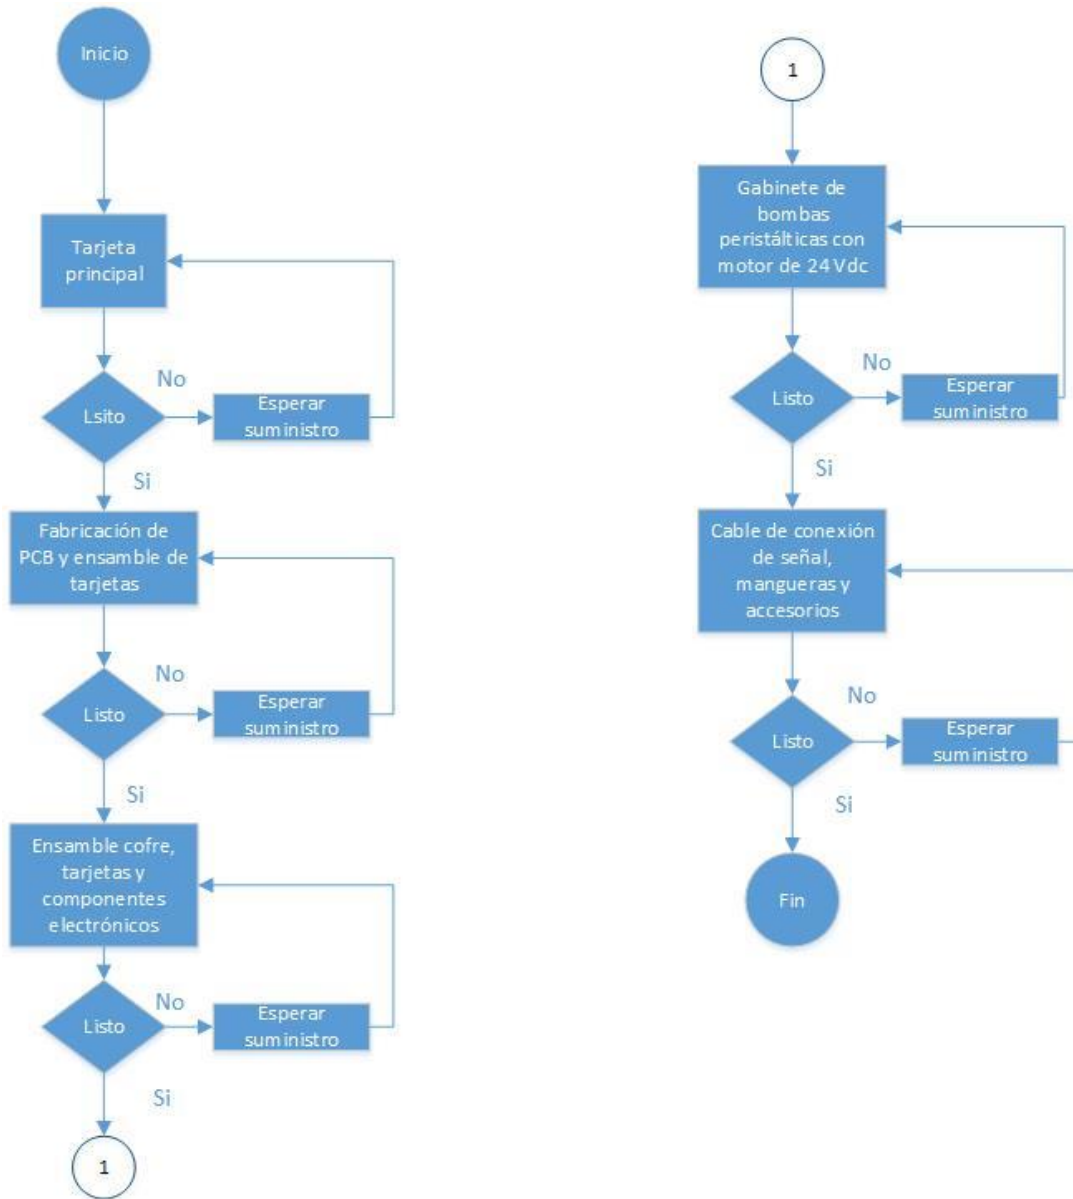 Inicio
Tarjeta
principal
Lsito
No
Esperar
suministro
Si
Fabricación de
PCB y ensamble de
tarjetas
Listo
No
Esperar
suministro
Si
Ensamble cofre,
tarjetas y
componentes
electrónicos
Listo
No
Esperar
suministro
Si
1
1
Gabinete de
bombas
peristálticas con
motor de 24 Vdc
Listo
No
Esperar
suministro
Si
Cable de conexión
de señal,
mangueras y
accesorios
Listo
No
Esperar
suministro
Si
Fin